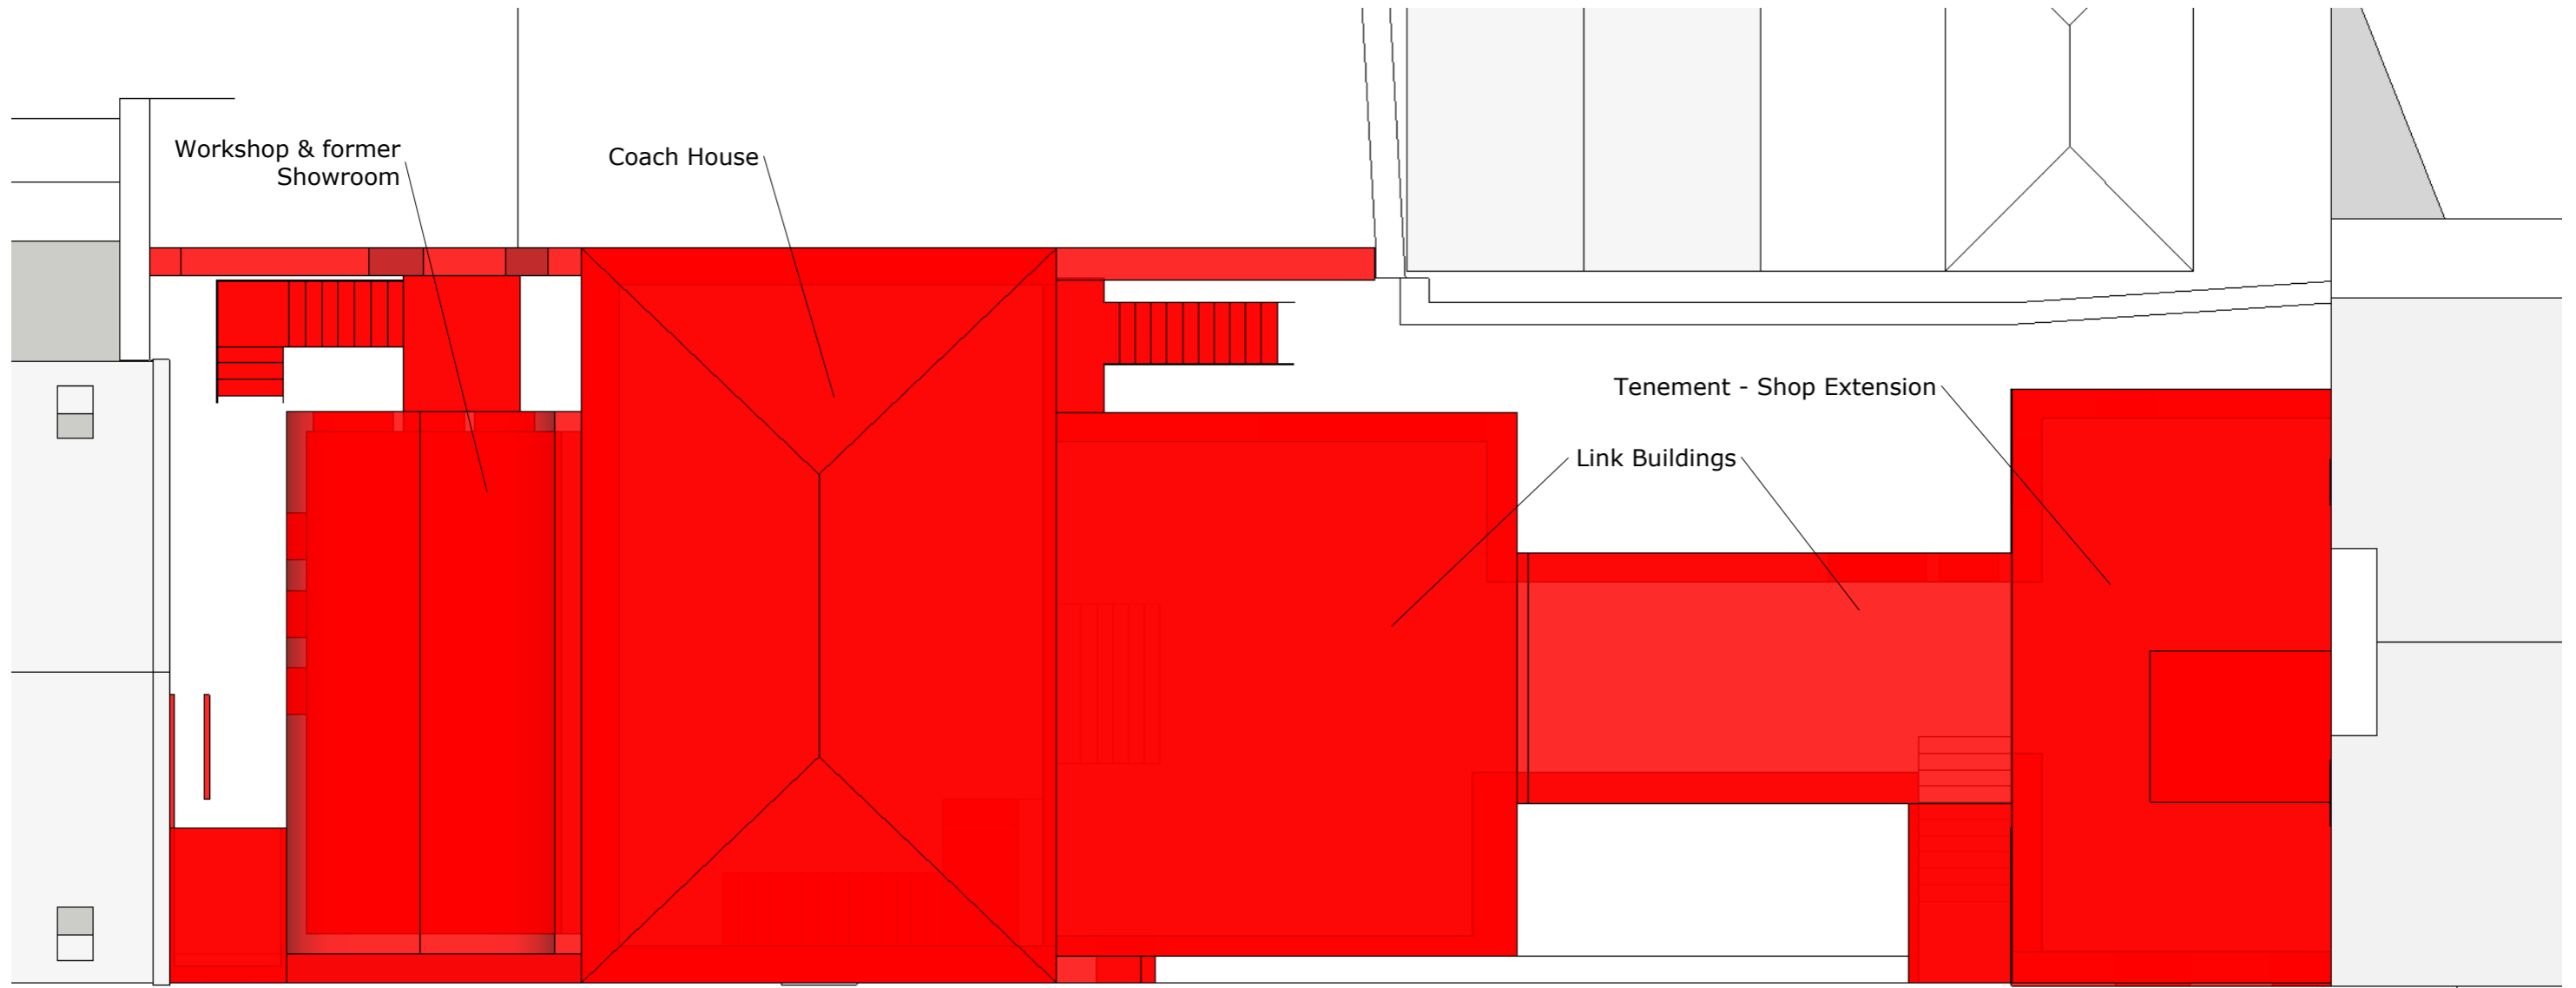 Workshop & former
Showroom
Coach House
Tenement - Shop Extension
Link Buildings